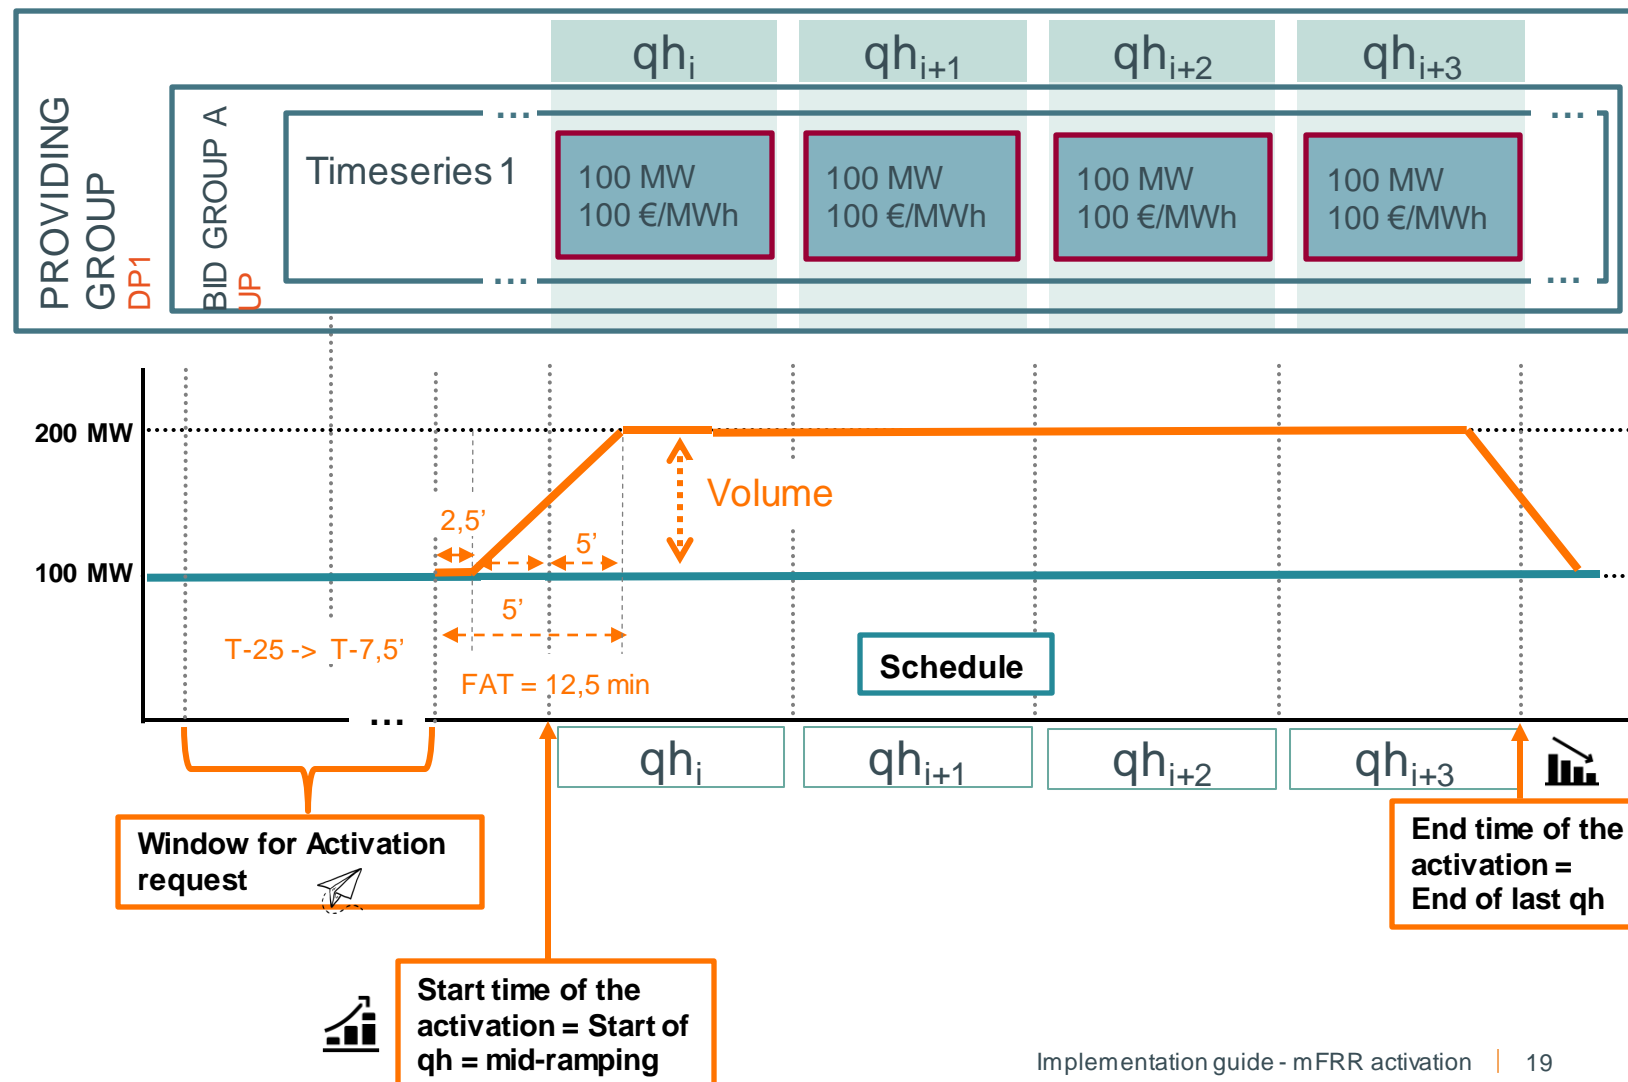 qhi qhi+1 qhi+2 qhi+3
PROVIDING
GROUP
DP1
BID GROUP A
UP
...
...
Timeseries 1
100 MW
100 €/MWh
100 MW
100 €/MWh
100 MW
100 €/MWh
100 MW
100 €/MWh
...
...
200 MW
Volume
2,5’
5’
100 MW
...
5’
T-25 -> T-7,5’
FAT = 12,5 min
Schedule
...
qhi qhi+1 qhi+2 qhi+3
Window for Activation
request
End time of the
activation =
End of last qh
Start time of the
activation = Start of
qh = mid-ramping
Implementation guide - mFRR activation | 19